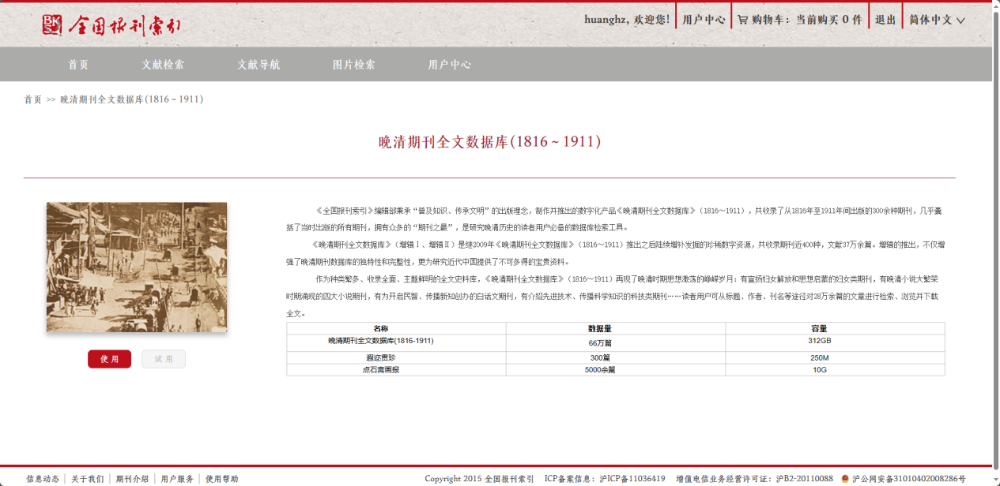 全国报刊索引
huanghz, 欢迎您! 用户中心 购物车：当前购买 0 件 退出 简体中文
首页 文献检索 文献导航 图片检索 用户中心
首页 >> 晚清期刊全文数据库(1816～1911)
晚清期刊全文数据库(1816～1911)
《全国报刊索引》编辑部秉承“普及知识、传承文明”的出版理念，制作并推出的数字化产品《晚清期刊全文数据库》（1816～1911），共收录了从1816年至1911年间出版的300余种期刊，几乎囊
括了当时出版的所有期刊，拥有众多的“期刊之最”，是研究晚清历史的读者用户必备的数据库检索工具。
《晚清期刊全文数据库》（增辑Ⅰ、增辑Ⅱ）是继2009年《晚清期刊全文数据库》（1816～1911）推出之后陆续增补发掘的珍稀数字资源，共收录期刊近400种，文献37万余篇。增辑的推出，不仅增
强了晚清期刊数据库的独特性和完整性，更为研究近代中国提供了不可多得的宝贵资料。
作为种类繁多、收录全面、主题鲜明的全文史料库，《晚清期刊全文数据库》（1816～1911）再现了晚清时期思想激荡的峥嵘岁月：有宣扬妇女解放和思想启蒙的妇女类期刊，有晚清小说大繁荣
时期涌现的四大小说期刊，有为开启民智、传播新知创办的白话文期刊，有介绍先进技术、传播科学知识的科技类期刊……读者用户可从标题、作者、刊名等途径对28万余篇的文章进行检索、浏览并下载
全文。
名称 数据量 容量
晚清期刊全文数据库(1816-1911) 66万篇 312GB
遐迩贯珍 300篇 250M
点石斋画报 5000余篇 10G
使 用 试 用
信息动态 关于我们 期刊介绍 用户服务 使用帮助 Copyright 2015 全国报刊索引 ICP备案信息：沪ICP备11036419 增值电信业务经营许可证：沪B2-20110088 沪公网安备31010402008286号